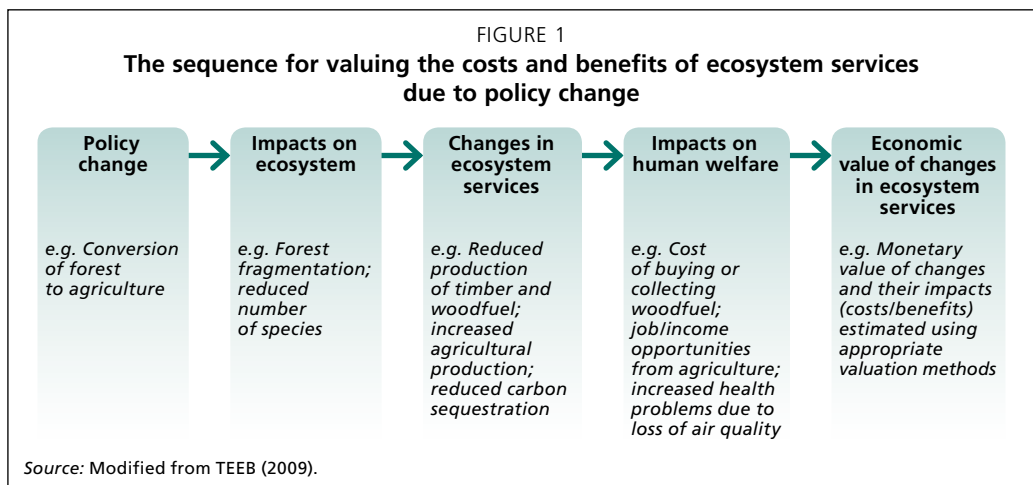 FIGURE 1
The sequence for valuing the costs and benefits of ecosystem services
due to policy change
Policy
change
e.g. Conversion
of forest
to agriculture
Impacts on
ecosystem
e.g. Forest
fragmentation;
reduced
number
of species
Changes in
ecosystem
services
e.g. Reduced
production
of timber and
woodfuel;
increased
agricultural
production;
reduced carbon
sequestration
Impacts on
human welfare
e.g. Cost
of buying or
collecting
woodfuel;
job/income
opportunities
from agriculture;
increased health
problems due to
loss of air quality
Economic
value of changes
in ecosystem
services
e.g. Monetary
value of changes
and their impacts
(costs/benefits)
estimated using
appropriate
valuation methods
Source: Modified from TEEB (2009).